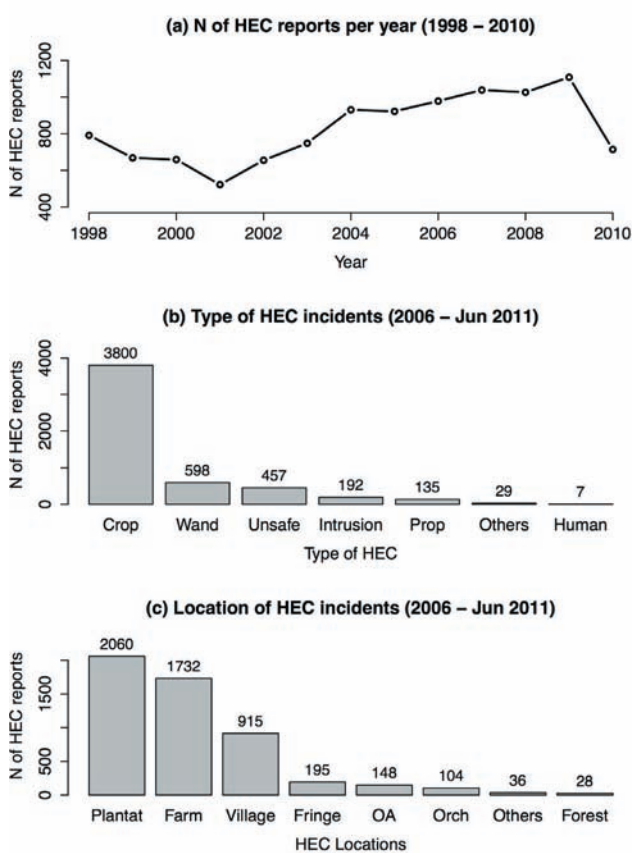 (a) N of HEC reports per year (1998 – 2010)
N of HEC reports
1200
800
400
1998 2000 2002 2004 2006 2008 2010
Year
(b) Type of HEC incidents (2006 – Jun 2011)
N of HEC reports
4000
2000
0
3800 598 457 192 135 29 7
Crop Wand Unsafe Intrusion Prop Others Human
Type of HEC
(c) Location of HEC incidents (2006 – Jun 2011)
N of HEC reports
1500
500
0
2060 1732 915 195 148 104 36 28
Plantat Farm Village Fringe OA Orch Others Forest
HEC Locations